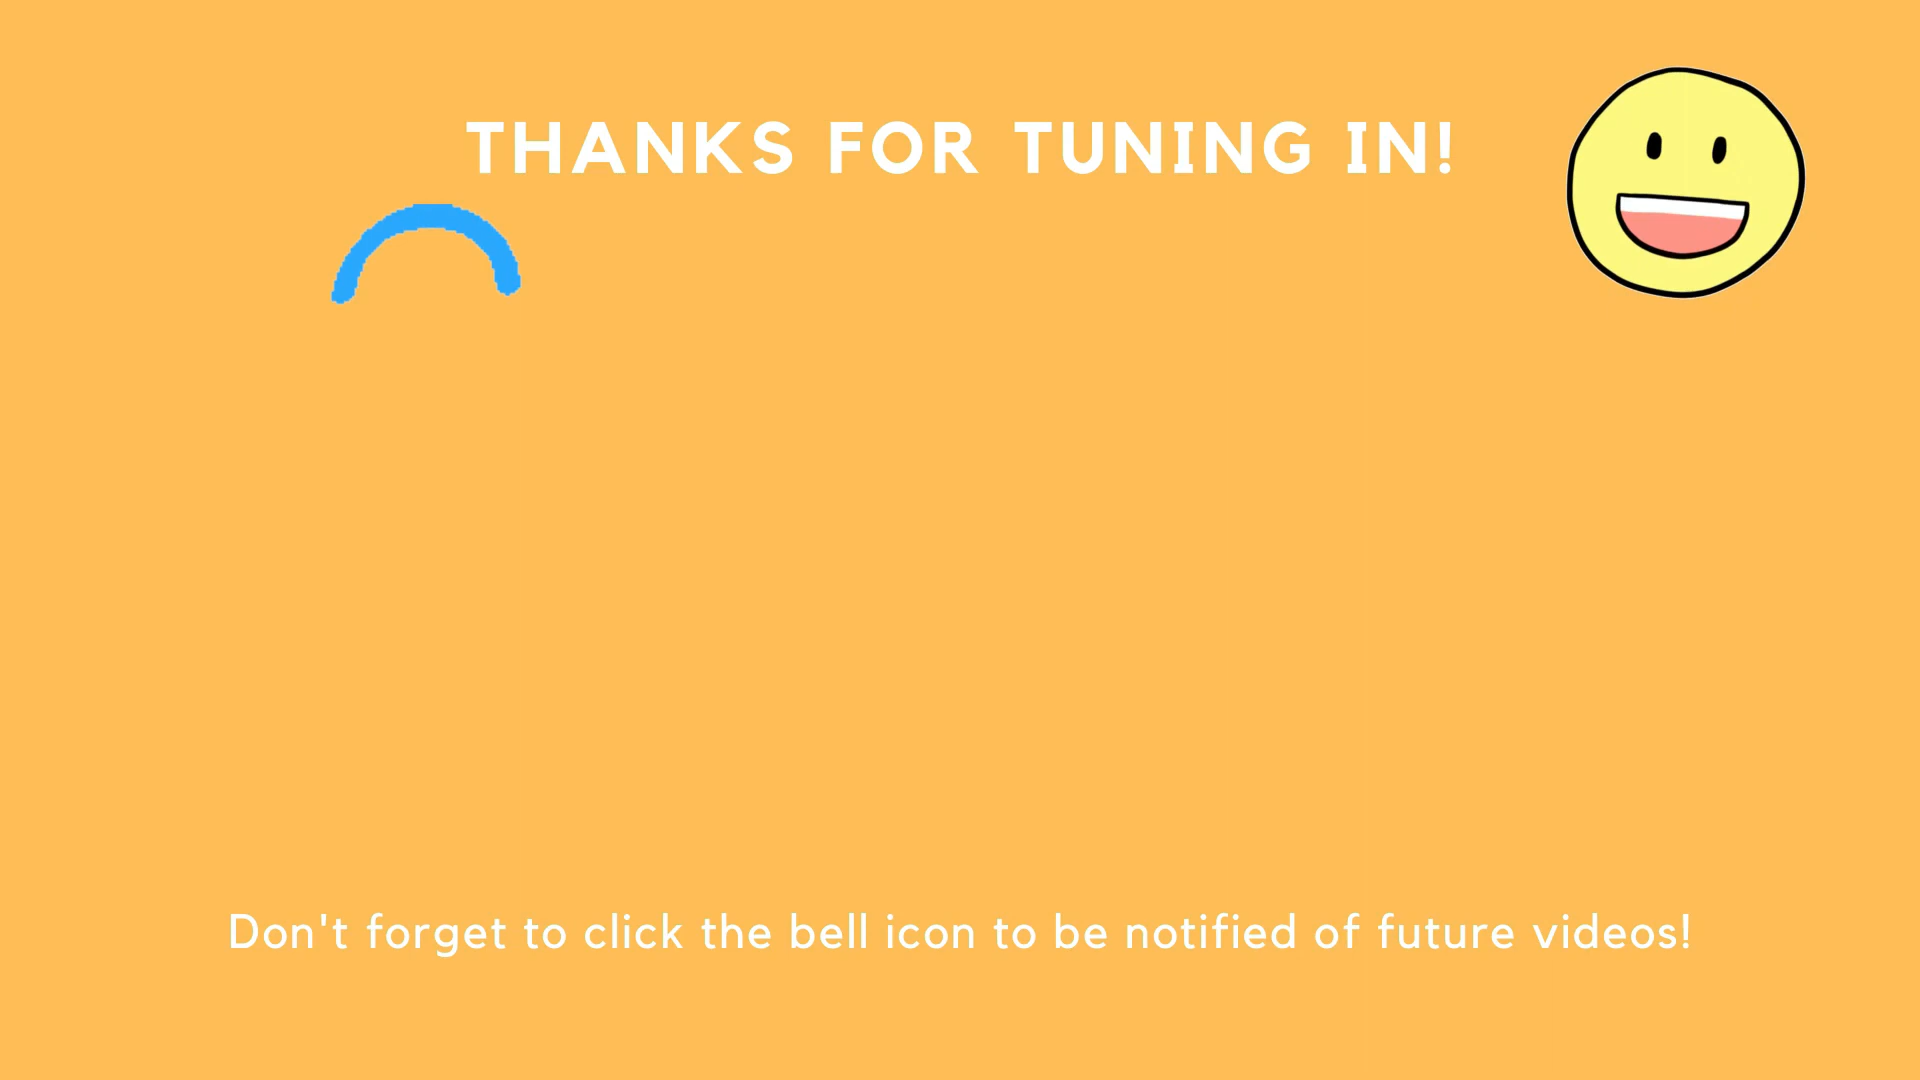 THANKS FOR TUNING IN!
Don't forget to click the bell icon to be notified of future videos!